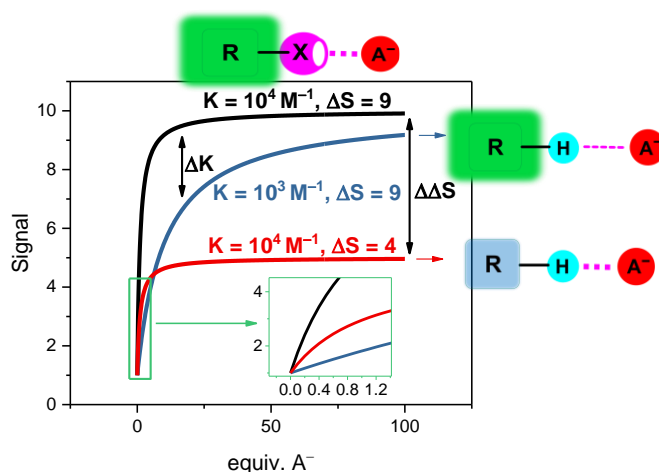 R X A⁻
K = 10⁴ M⁻¹, ΔS = 9
R H A⁻
ΔK
K = 10³ M⁻¹, ΔS = 9
ΔΔS
K = 10⁴ M⁻¹, ΔS = 4
R H A⁻
Signal
10
8
6
4
2
4
2
0.0 0.4 0.8 1.2
0 50 100
equiv. A⁻